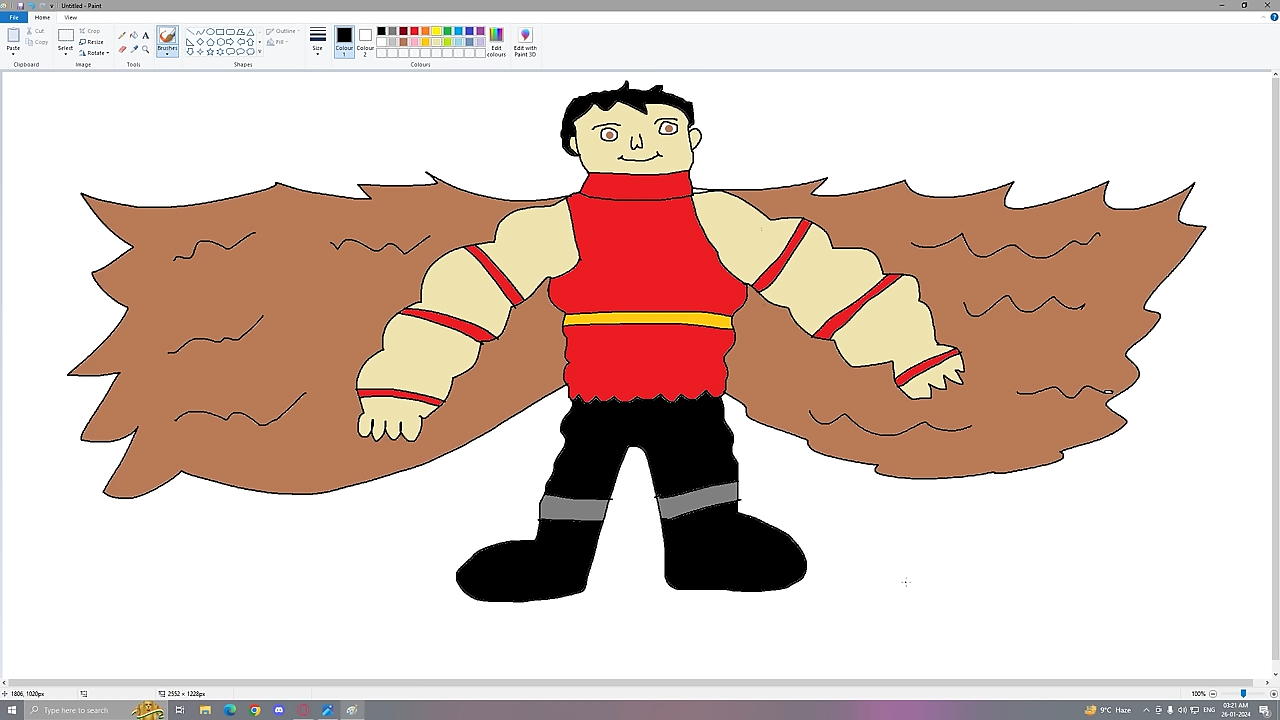 Untitled - Paint
File Home View
Paste
Cut
Copy
Clipboard
Select
Crop
Resize
Rotate
Image
Tools
Brushes
Shapes
Outline
Fill
Size
Colour 1
Colour 2
Colours
Edit colours
Edit with Paint 3D
1806, 1020px
2552 × 1228px
100%
Type here to search
9°C Haze
ENG
03:21 AM
26-01-2024